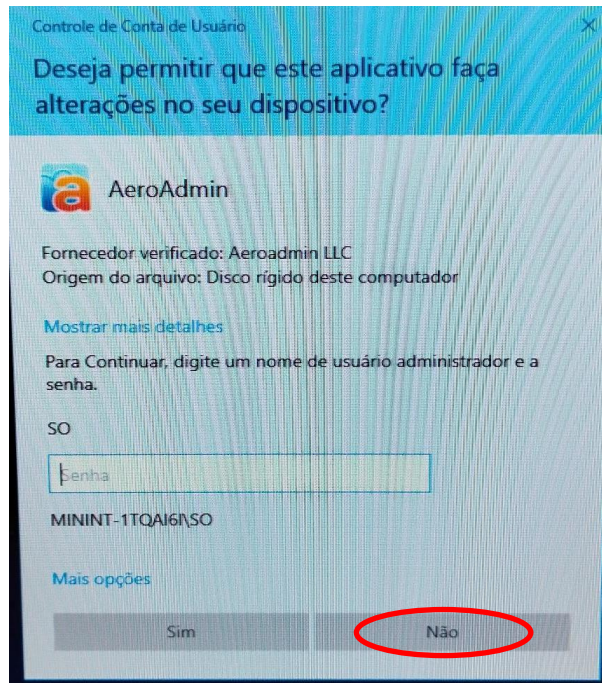 Controle de Conta de Usuário
Deseja permitir que este aplicativo faça
alterações no seu dispositivo?
a
AeroAdmin
Fornecedor verificado: Aeroadmin LLC
Origem do arquivo: Disco rígido deste computador
Mostrar mais detalhes
Para Continuar, digite um nome de usuário administrador e a
senha.
SO
Senha
MININT-1TQAI6I\SO
Mais opções
Sim
Não